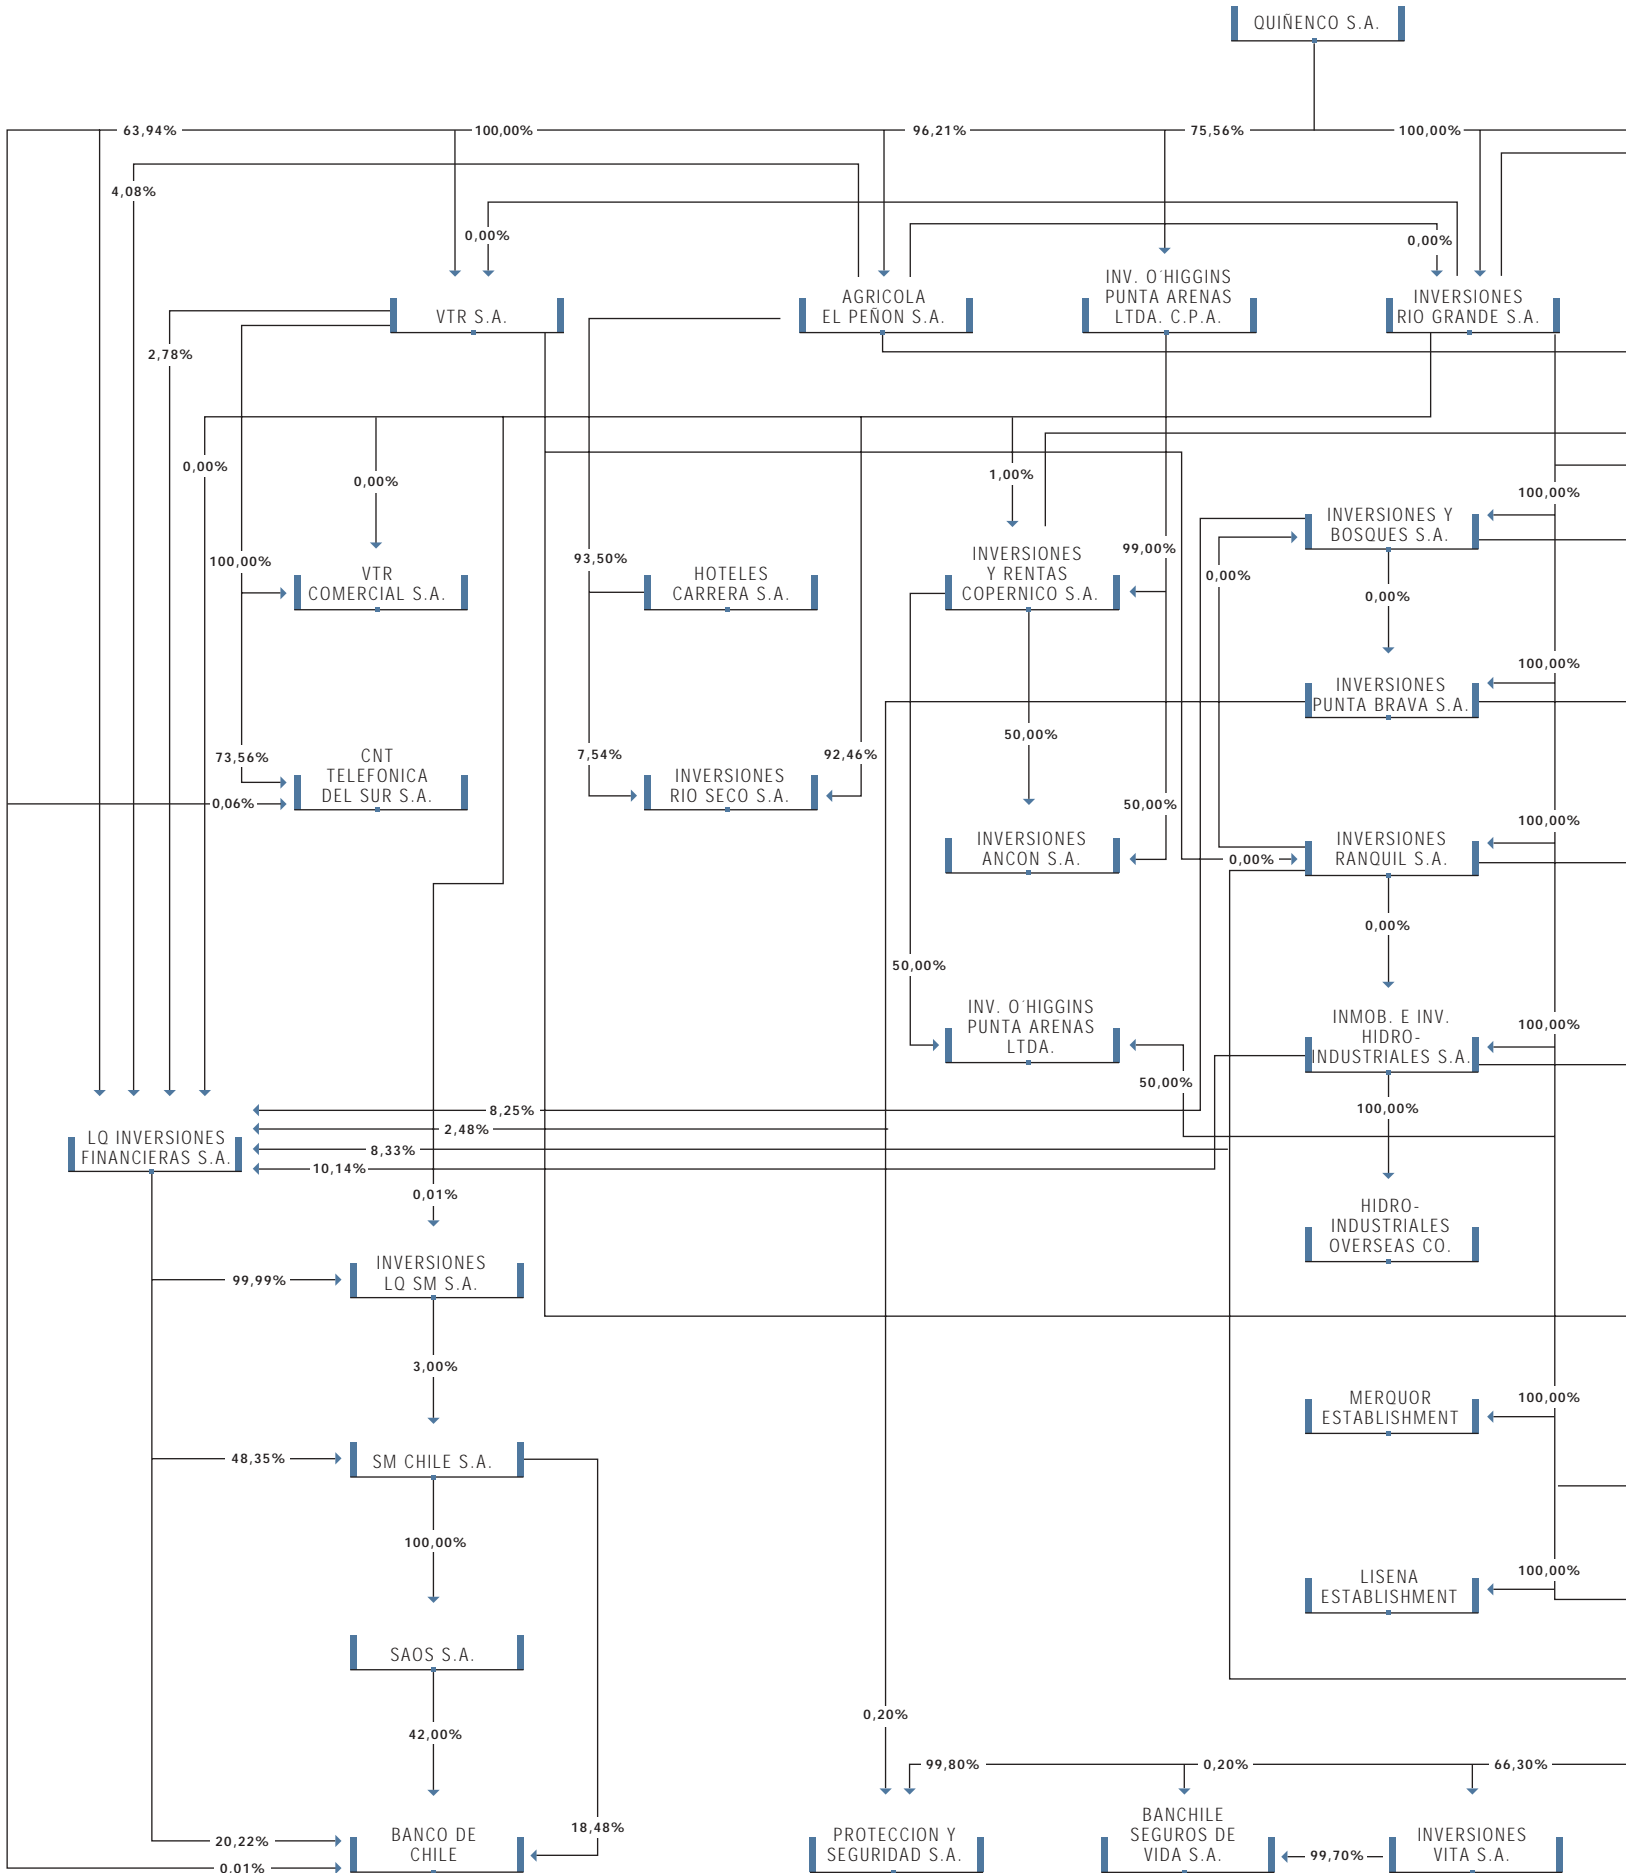 QUIÑENCO S.A.
63,94%
100,00%
96,21%
75,56%
100,00%
4,08%
0,00%
0,00%
VTR S.A.
AGRICOLA
EL PEÑON S.A.
INV. O´HIGGINS
PUNTA ARENAS
LTDA. C.P.A.
INVERSIONES
RIO GRANDE S.A.
2,78%
0,00%
0,00%
1,00%
100,00%
INVERSIONES Y
BOSQUES S.A.
100,00%
VTR
COMERCIAL S.A.
93,50%
HOTELES
CARRERA S.A.
INVERSIONES
Y RENTAS
COPERNICO S.A.
99,00%
0,00%
0,00%
100,00%
INVERSIONES
PUNTA BRAVA S.A.
73,56%
0,06%
CNT
TELEFONICA
DEL SUR S.A.
7,54%
INVERSIONES
RIO SECO S.A.
92,46%
50,00%
50,00%
100,00%
INVERSIONES
ANCON S.A.
0,00%
INVERSIONES
RANQUIL S.A.
0,00%
50,00%
INV. O´HIGGINS
PUNTA ARENAS
LTDA.
INMOB. E INV.
HIDRO-
INDUSTRIALES S.A.
100,00%
50,00%
100,00%
8,25%
2,48%
8,33%
10,14%
LQ INVERSIONES
FINANCIERAS S.A.
0,01%
HIDRO-
INDUSTRIALES
OVERSEAS CO.
99,99%
INVERSIONES
LQ SM S.A.
3,00%
MERQUOR
ESTABLISHMENT
100,00%
48,35%
SM CHILE S.A.
100,00%
LISENA
ESTABLISHMENT
100,00%
SAOS S.A.
42,00%
0,20%
99,80%
0,20%
66,30%
18,48%
20,22%
0.01%
BANCO DE
CHILE
PROTECCION Y
SEGURIDAD S.A.
BANCHILE
SEGUROS DE
VIDA S.A.
99,70%
INVERSIONES
VITA S.A.